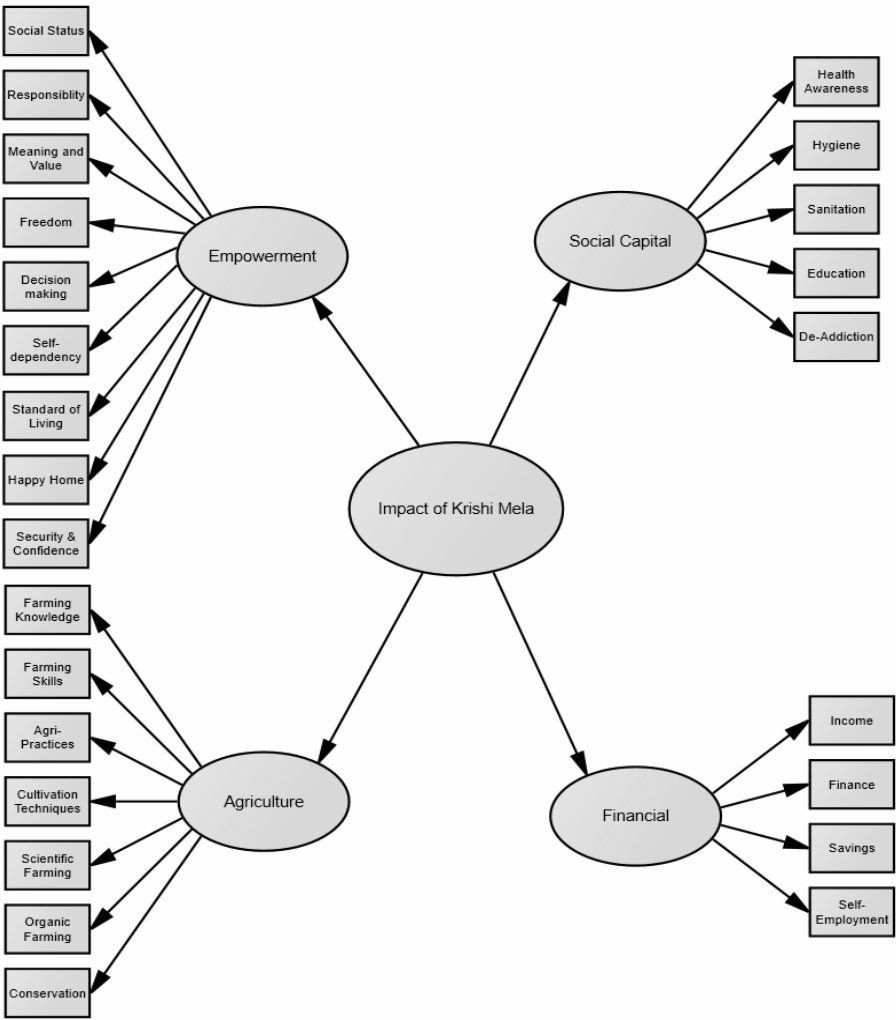 Social Status
Responsiblity
Meaning and
Value
Freedom
Decision
making
Self-
dependency
Standard of
Living
Happy Home
Security &
Confidence
Empowerment
Health
Awareness
Hygiene
Sanitation
Education
De-Addiction
Social Capital
Impact of Krishi Mela
Farming
Knowledge
Farming
Skills
Agri-
Practices
Cultivation
Techniques
Scientific
Farming
Organic
Farming
Conservation
Agriculture
Financial
Income
Finance
Savings
Self-
Employment